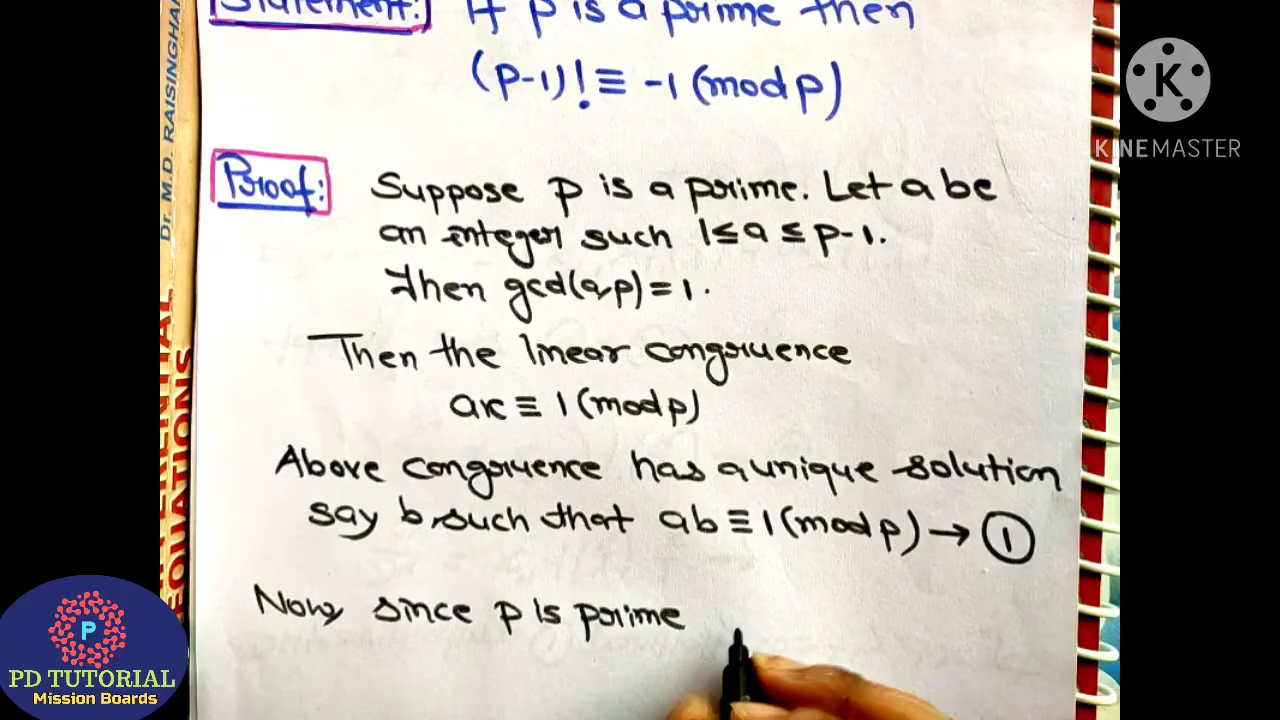 Statement: If p is a prime then
(p-1)! ≡ -1 (mod p)
Proof: Suppose p is a prime. Let a be
an integer such 1 ≤ a ≤ p-1.
Then gcd(a,p) = 1.
Then the linear congruence
ax ≡ 1 (mod p)
Above congruence has a unique solution
say b, such that ab ≡ 1 (mod p) → ①
Now since p is prime
Dr. M.D. RAISINGHANIA
EQUATIONS
K
KINEMASTER
P
PD TUTORIAL
Mission Boards